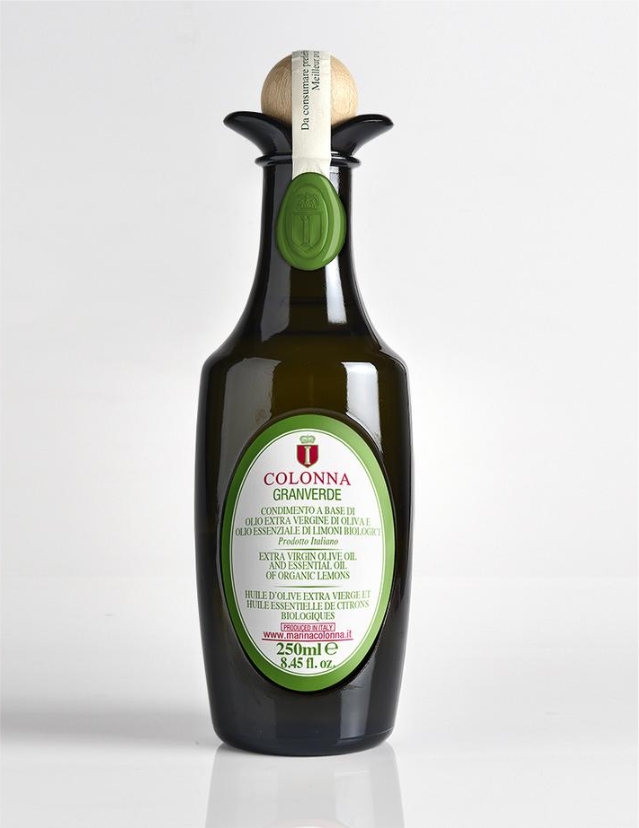 Da consumare
Meilleur
I
COLONNA
GRANVERDE
CONDIMENTO A BASE DI
OLIO EXTRA VERGINE DI OLIVA E
OLIO ESSENZIALE DI LIMONI BIOLOGICI
Prodotto Italiano
EXTRA VIRGIN OLIVE OIL
AND ESSENTIAL OIL
OF ORGANIC LEMONS
HUILE D'OLIVE EXTRA VIERGE ET
HUILE ESSENTIELLE DE CITRONS
BIOLOGIQUES
PRODUCED IN ITALY
www.marinacolonna.it
250ml e
8.45 fl. oz.